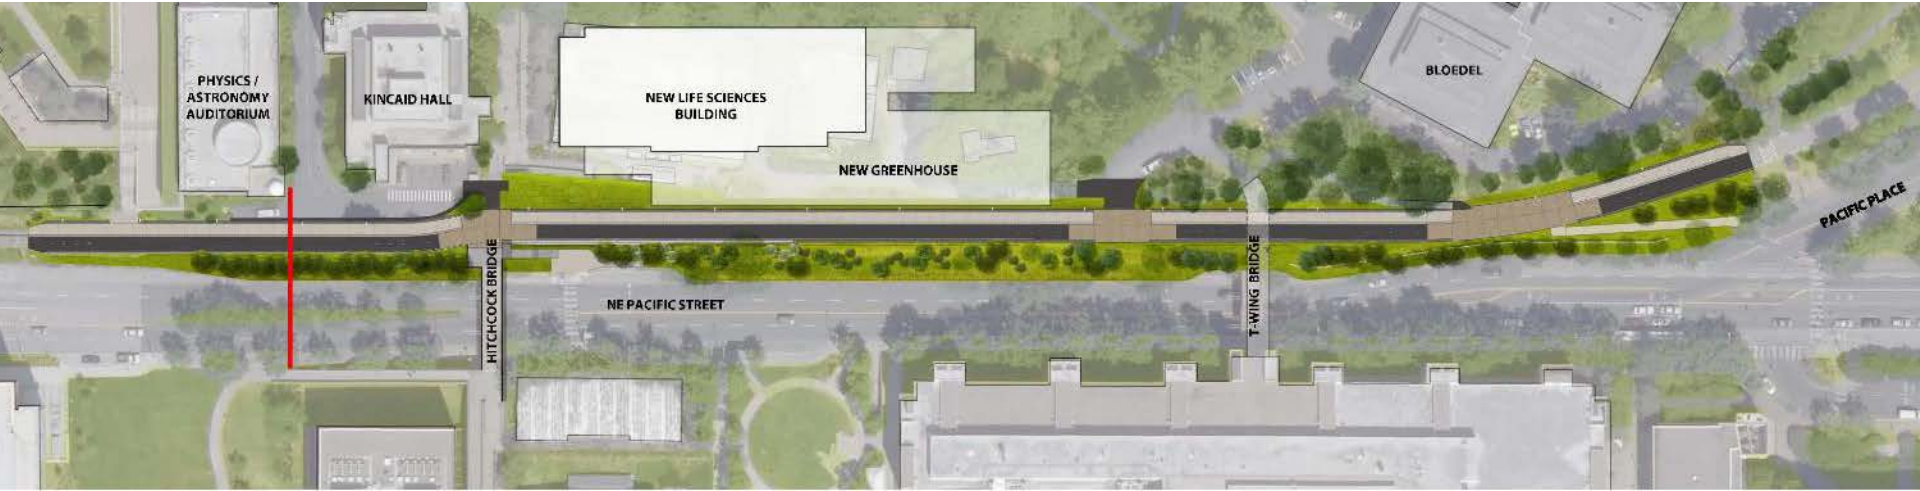 PHYSICS /
ASTRONOMY
AUDITORIUM
KINCAID HALL
NEW LIFE SCIENCES
BUILDING
NEW GREENHOUSE
BLOEDEL
PACIFIC PLACE
HITCHCOCK BRIDGE
NE PACIFIC STREET
T-WING BRIDGE